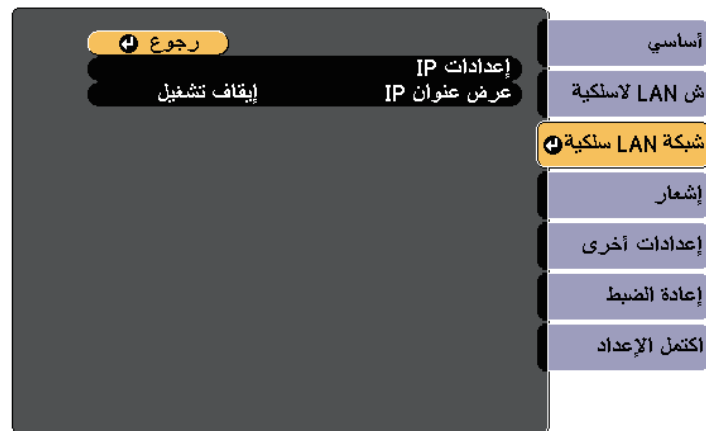 أساسي
ش LAN لاسلكية
شبكة LAN سلكية
إشعار
إعدادات أخرى
إعادة الضبط
اكتمل الإعداد
رجوع
إعدادات IP
عرض عنوان IP إيقاف تشغيل